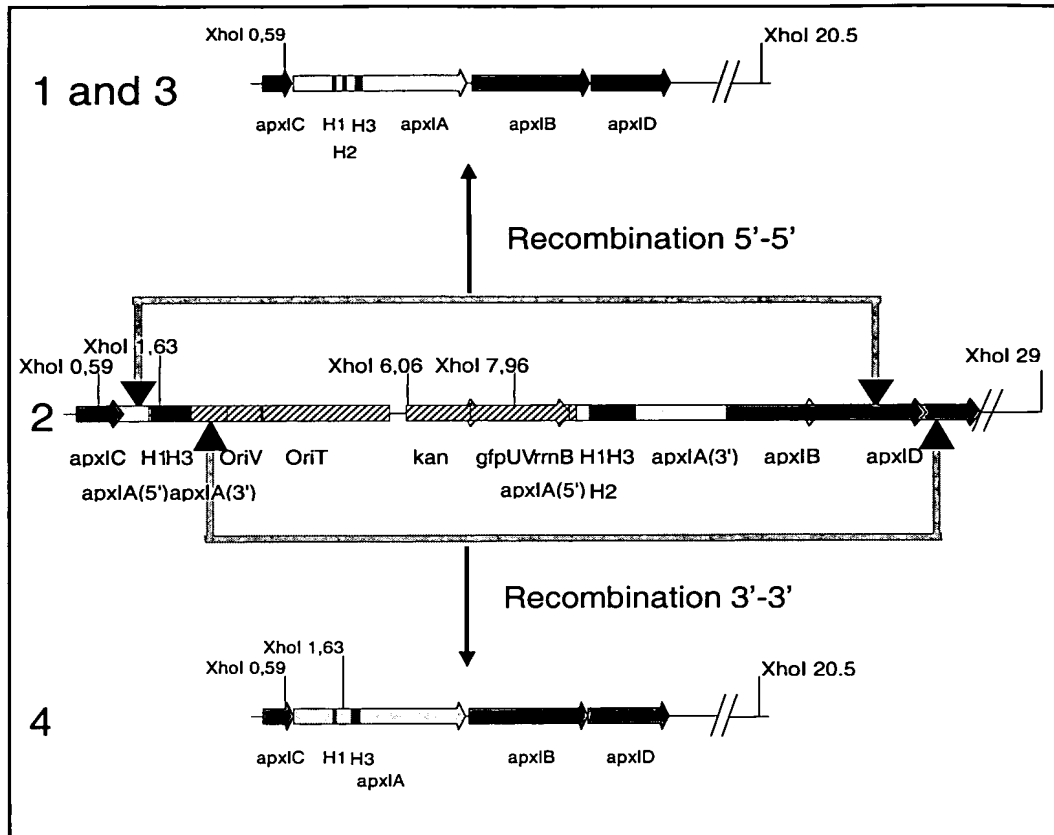 XhoI 0,59 XhoI 20.5
1 and 3
apxIC H1 H3 apxIA apxIB apxID
H2
Recombination 5'-5'
XhoI 0,59 XhoI 1,63 XhoI 6,06 XhoI 7,96 XhoI 29
2
apxIC H1H3 OriV OriT kan gfpUV rrnB H1H3 apxIA(3') apxIB apxID
apxIA(5') apxIA(3') apxIA(5') H2
Recombination 3'-3'
XhoI 0,59 XhoI 1,63 XhoI 20.5
4
apxIC H1 H3 apxIB apxID
apxIA